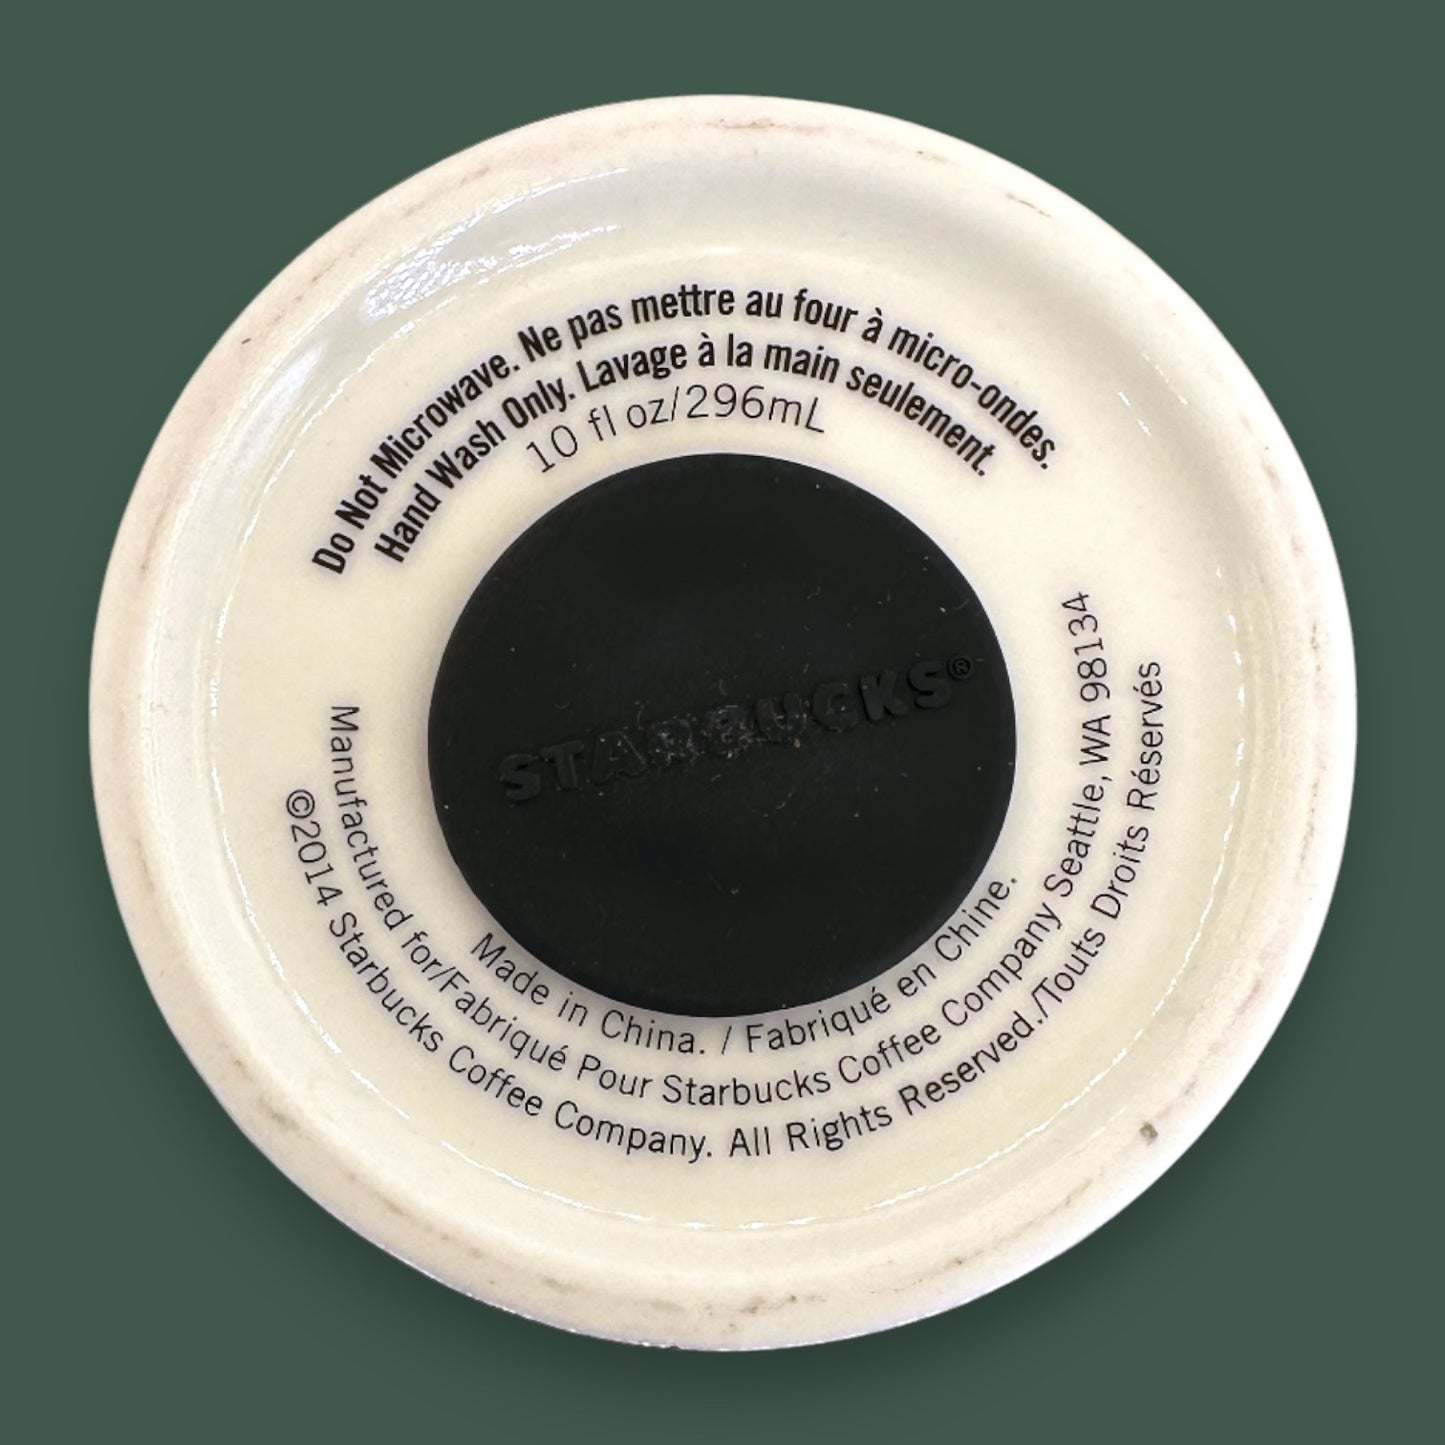 Do Not Microwave. Ne pas mettre au four à micro-ondes.
Hand Wash Only. Lavage à la main seulement.
10 fl oz/296mL
STARBUCKS®
Made in China. / Fabriqué en Chine.
Manufactured for/Fabriqué Pour Starbucks Coffee Company Seattle, WA 98134
©2014 Starbucks Coffee Company. All Rights Reserved./Touts Droits Réservés